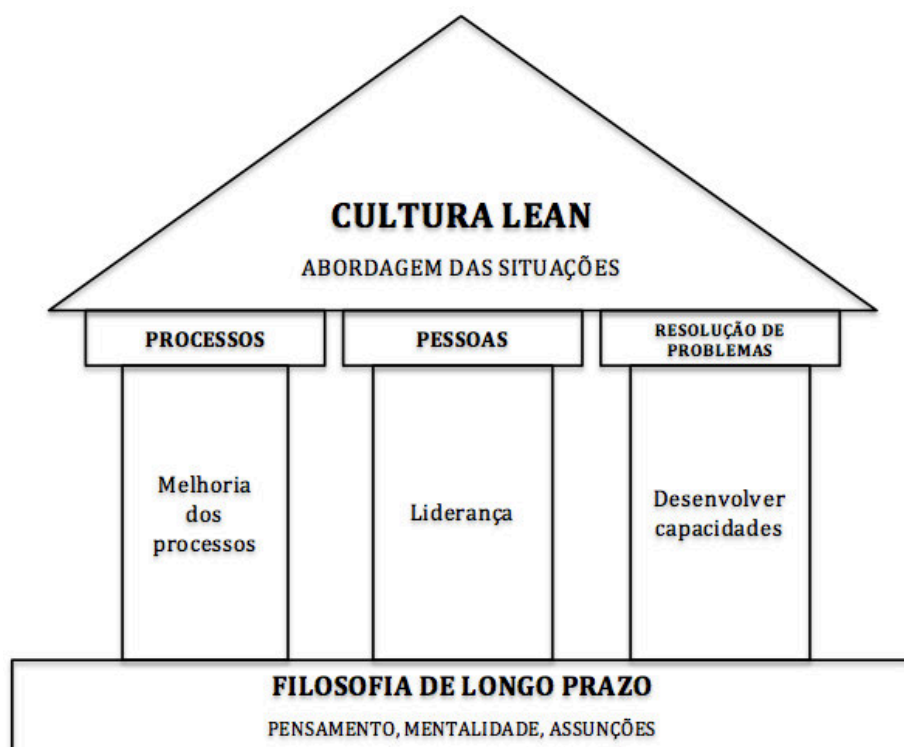 CULTURA LEAN
ABORDAGEM DAS SITUAÇÕES
PROCESSOS
PESSOAS
RESOLUÇÃO DE
PROBLEMAS
Melhoria
dos
processos
Liderança
Desenvolver
capacidades
FILOSOFIA DE LONGO PRAZO
PENSAMENTO, MENTALIDADE, ASSUNÇÕES